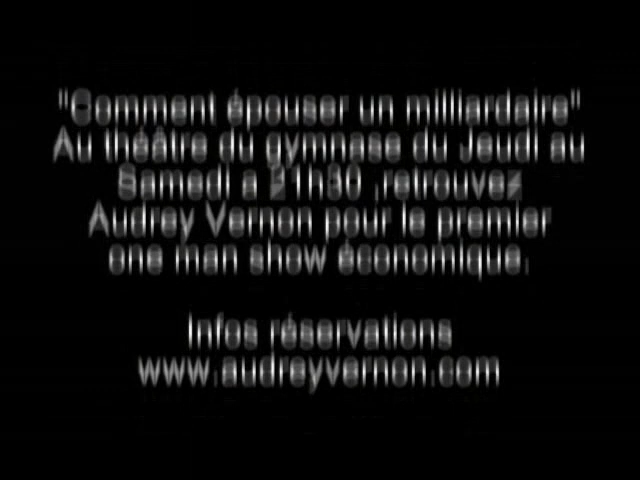 "Comment épouser un milliardaire"
Au théâtre du gymnase du Jeudi au
Samedi a 21h30 ,retrouvez
Audrey Vernon pour le premier
one man show économique.
Infos réservations
www.audreyvernon.com